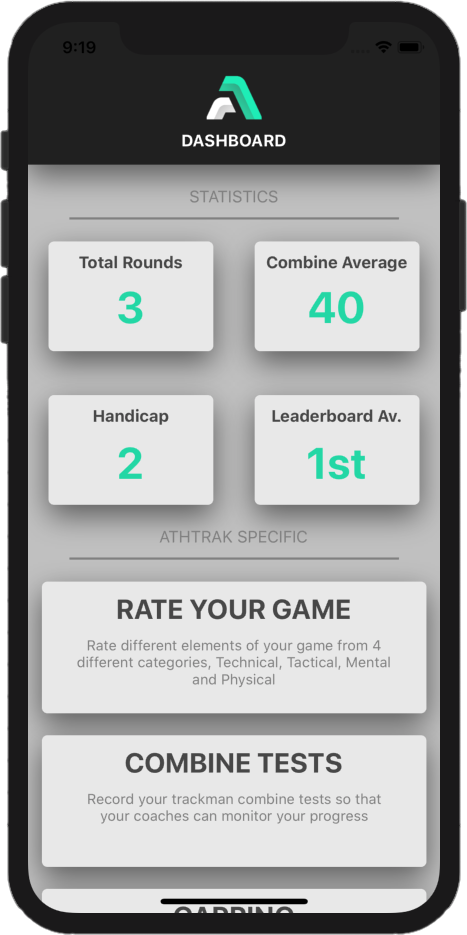 9:19
DASHBOARD
STATISTICS
Total Rounds
3
Combine Average
40
Handicap
2
Leaderboard Av.
1st
ATHTRAK SPECIFIC
RATE YOUR GAME
Rate different elements of your game from 4
different categories, Technical, Tactical, Mental
and Physical
COMBINE TESTS
Record your trackman combine tests so that
your coaches can monitor your progress